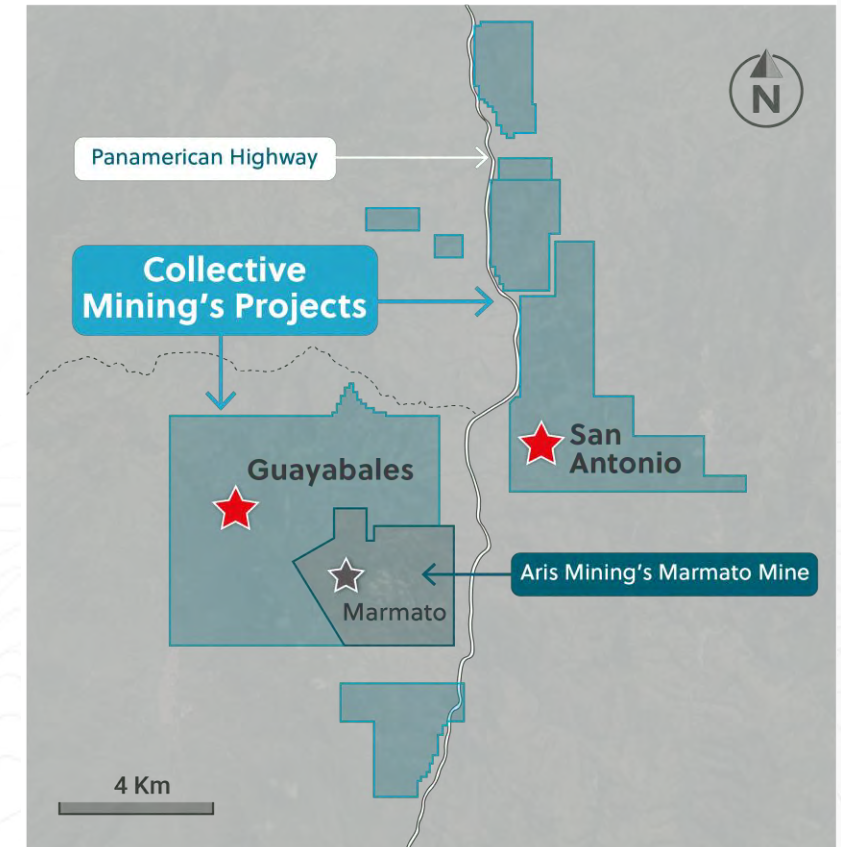 N
Panamerican Highway
Collective
Mining's Projects
San
Antonio
Guayabales
Aris Mining's Marmato Mine
Marmato
4 Km